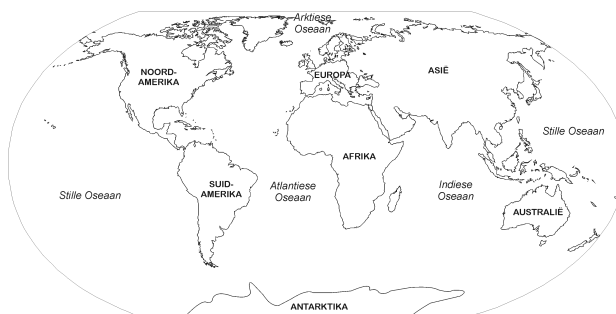 Arktiese
Oseaan
NOORD-
AMERIKA
EUROPA
ASIË
Stille Oseaan
AFRIKA
SUID-
AMERIKA
Atlantiese
Oseaan
Indiese
Oseaan
Stille Oseaan
AUSTRALIË
ANTARKTIKA